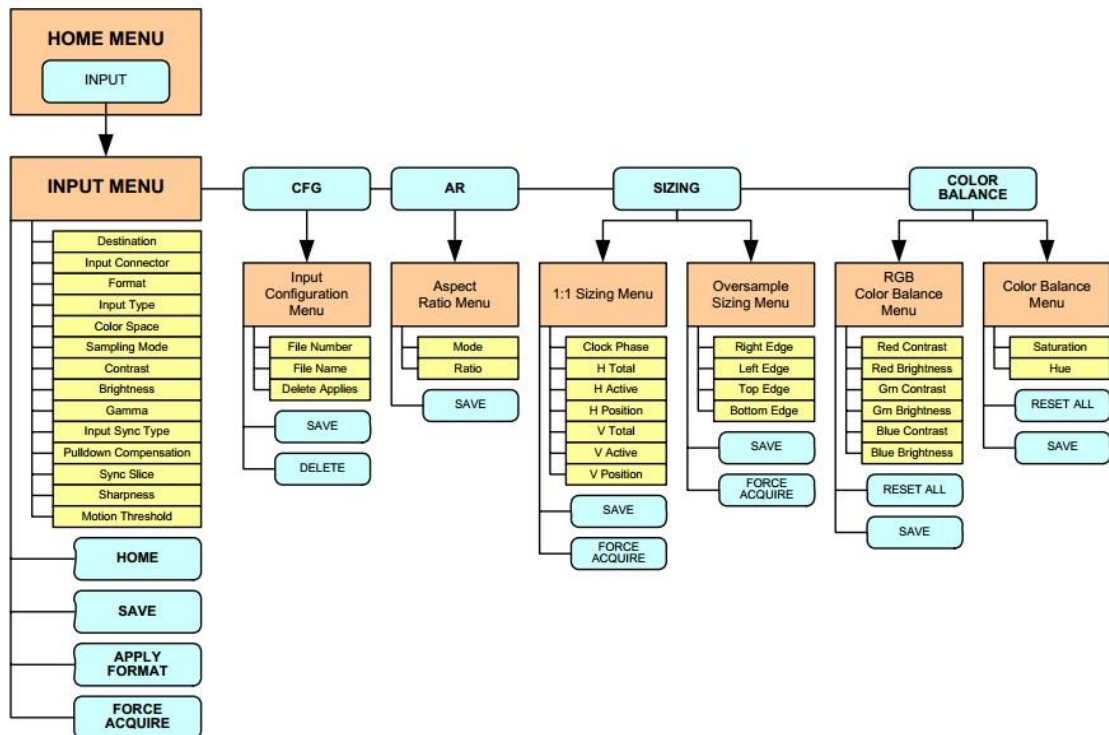 HOME MENU
INPUT
INPUT MENU
CFG
AR
SIZING
COLOR
BALANCE
Destination
Input Connector
Format
Input Type
Color Space
Sampling Mode
Contrast
Brightness
Gamma
Input Sync Type
Pulldown Compensation
Sync Slice
Sharpness
Motion Threshold
HOME
SAVE
APPLY
FORMAT
FORCE
ACQUIRE
Input
Configuration
Menu
File Number
File Name
Delete Applies
SAVE
DELETE
Aspect
Ratio Menu
Mode
Ratio
SAVE
1:1 Sizing Menu
Clock Phase
H Total
H Active
H Position
V Total
V Active
V Position
SAVE
FORCE
ACQUIRE
Oversample
Sizing Menu
Right Edge
Left Edge
Top Edge
Bottom Edge
SAVE
FORCE
ACQUIRE
RGB
Color Balance
Menu
Red Contrast
Red Brightness
Grn Contrast
Grn Brightness
Blue Contrast
Blue Brightness
RESET ALL
SAVE
Color Balance
Menu
Saturation
Hue
RESET ALL
SAVE